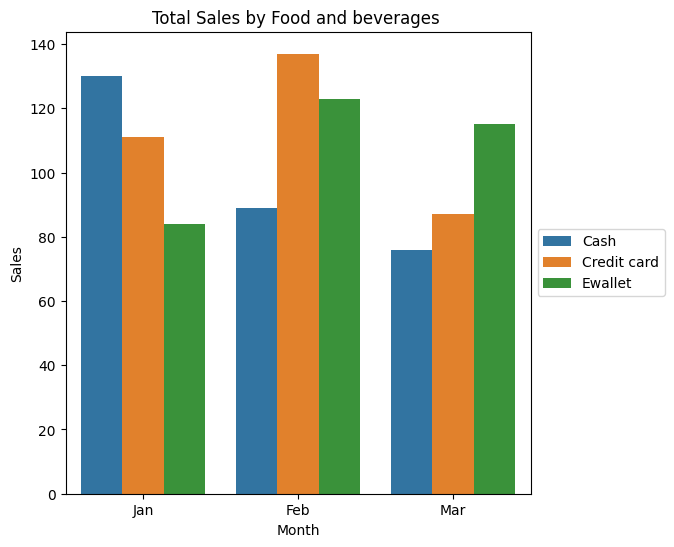 Total Sales by Food and beverages
140
120
100
80
60
40
20
0
Sales
Jan
Feb
Mar
Month
Cash
Credit card
Ewallet